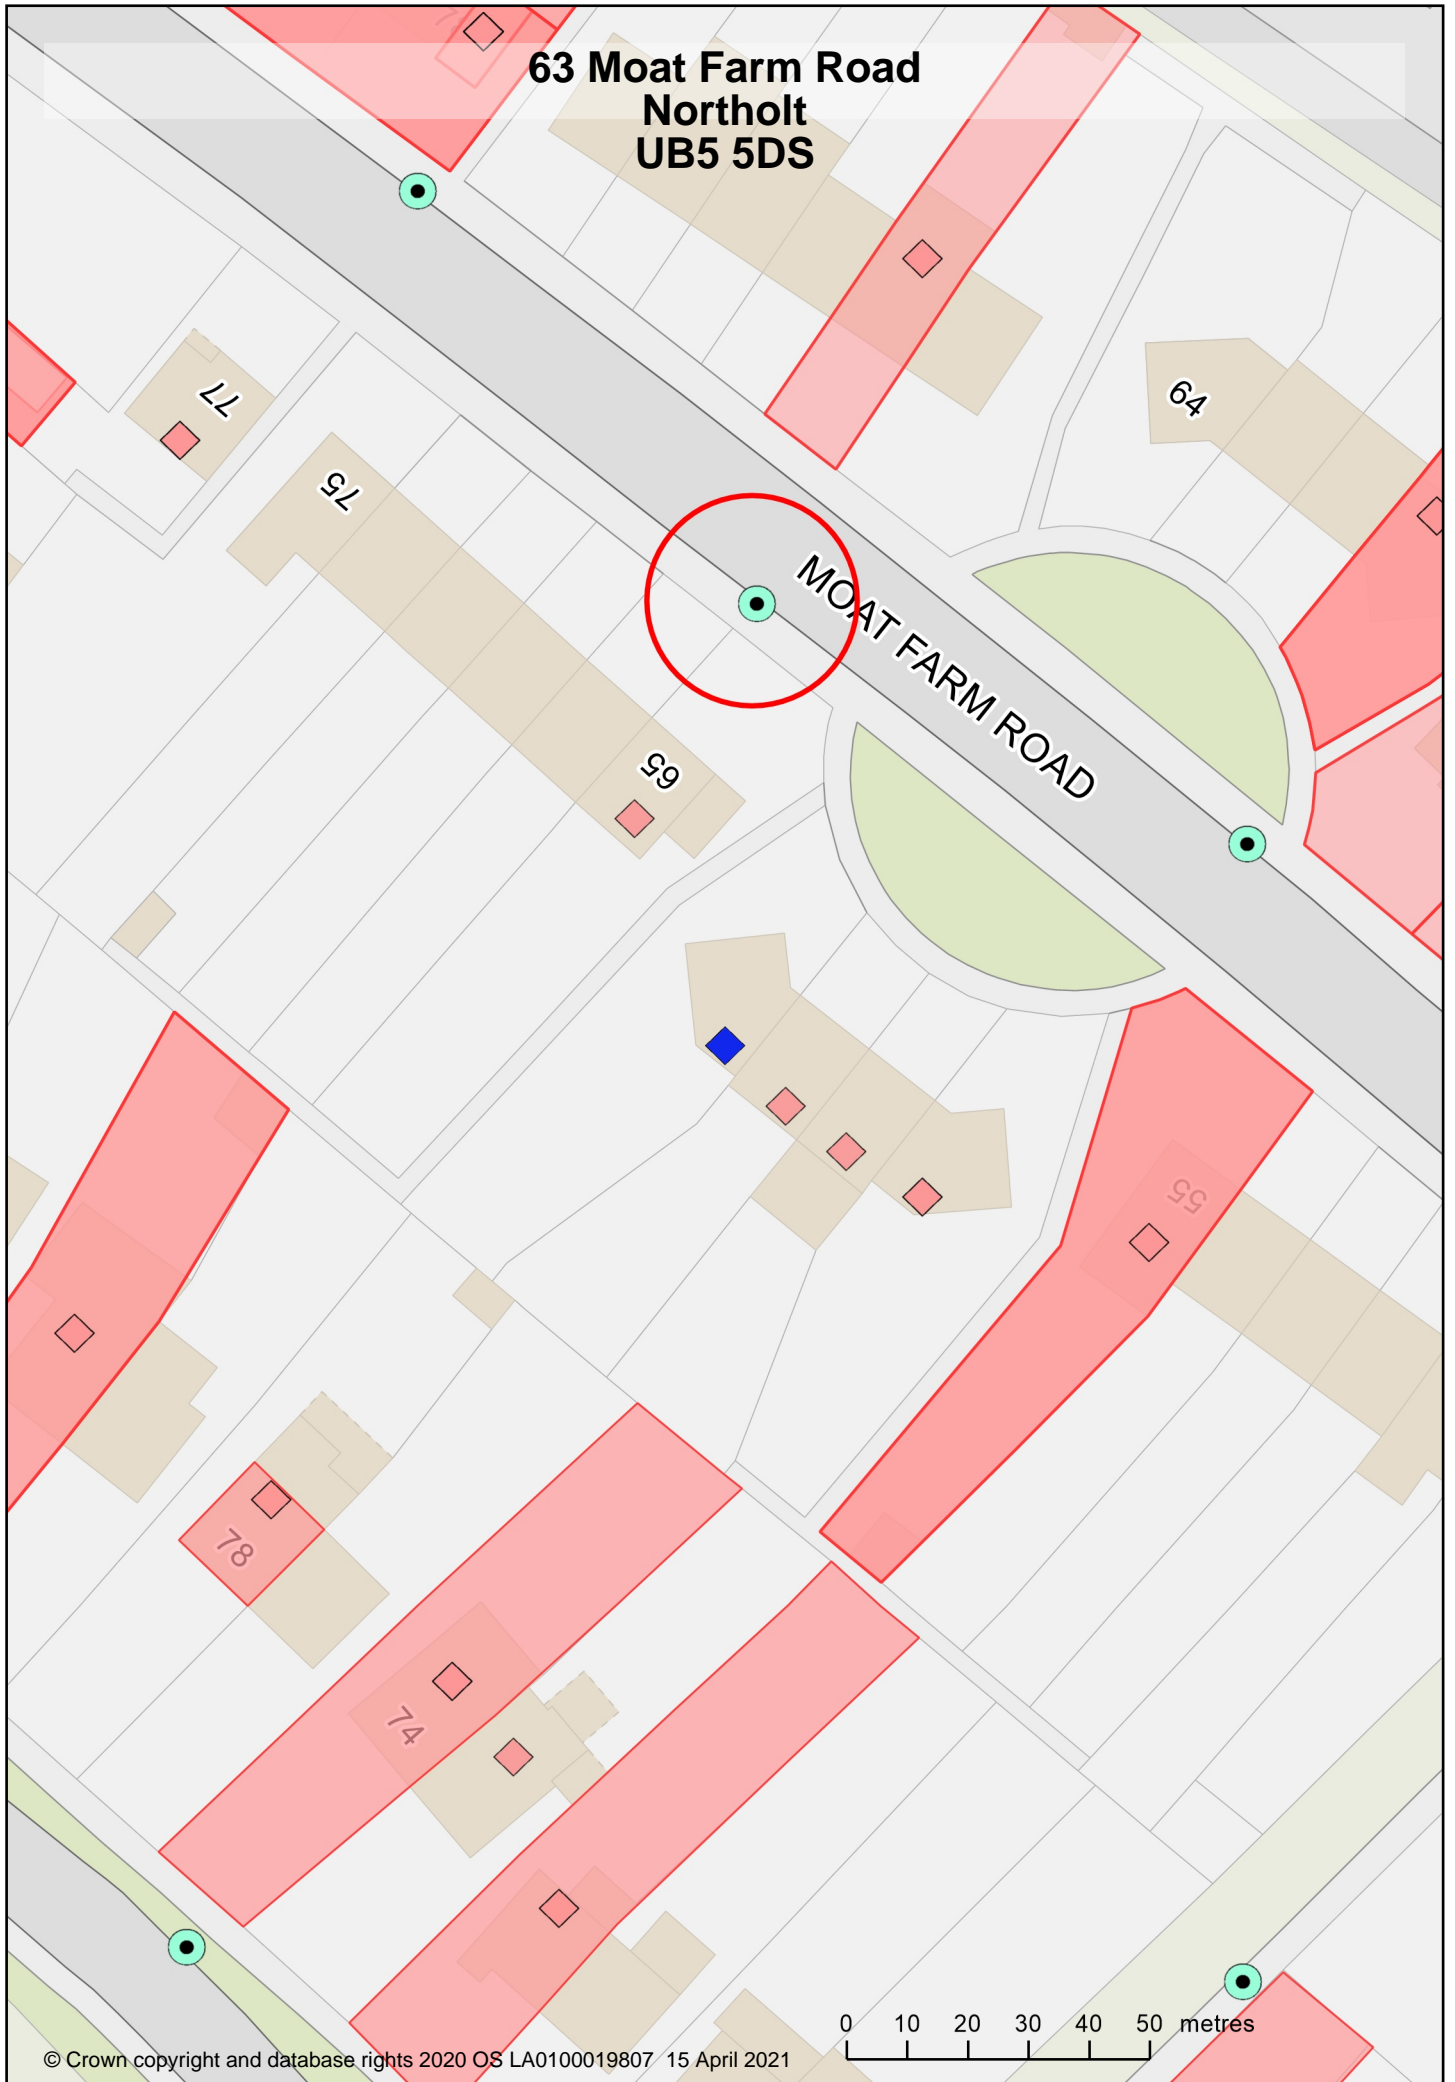 63 Moat Farm Road
Northolt
UB5 5DS
77
64
75
MOAT FARM ROAD
65
55
78
74
0 10 20 30 40 50 metres
© Crown copyright and database rights 2020 OS LA0100019807 15 April 2021